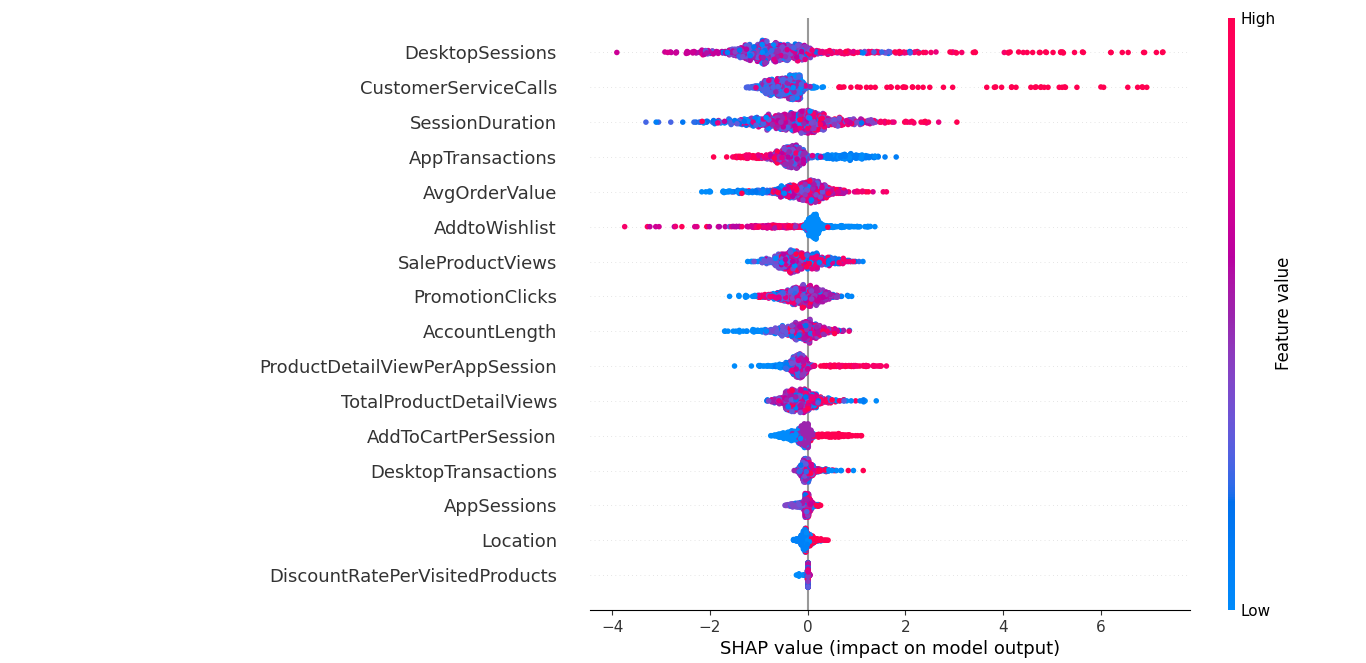 High
DesktopSessions
CustomerServiceCalls
SessionDuration
AppTransactions
AvgOrderValue
AddtoWishlist
SaleProductViews
PromotionClicks
AccountLength
ProductDetailViewPerAppSession
TotalProductDetailViews
AddToCartPerSession
DesktopTransactions
AppSessions
Location
DiscountRatePerVisitedProducts
Feature value
Low
−4 −2 0 2 4 6
SHAP value (impact on model output)